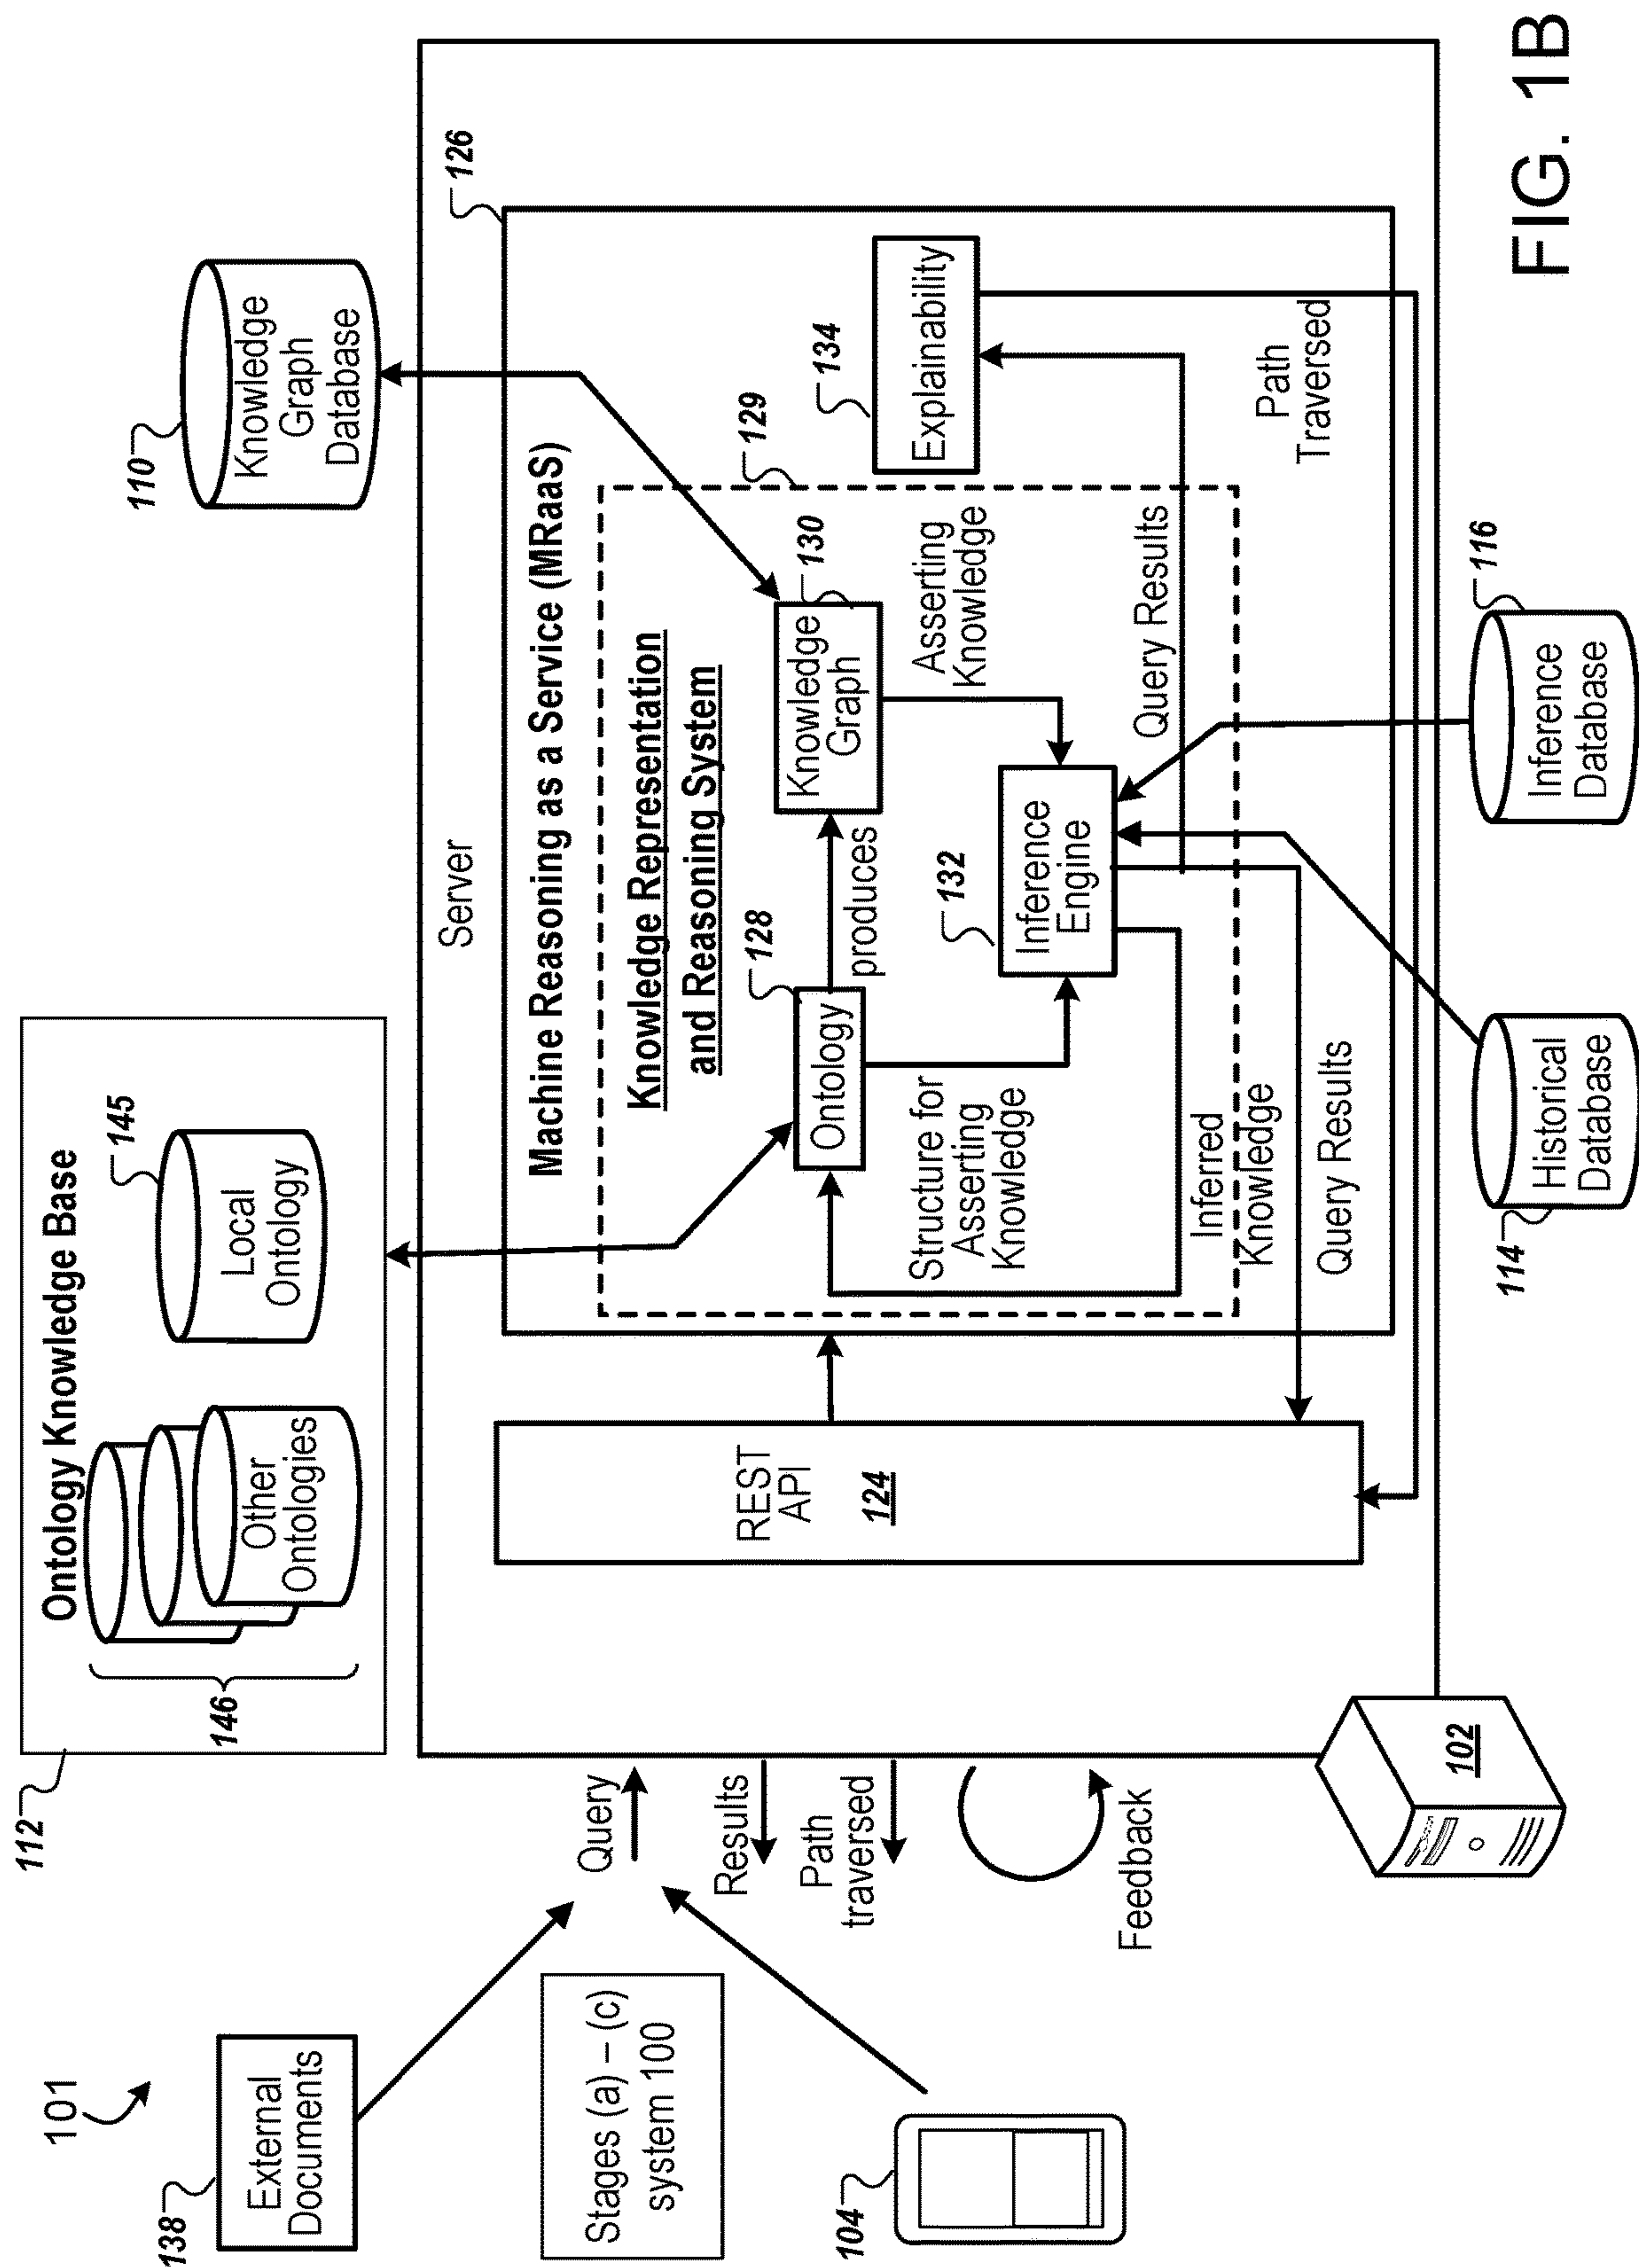 101
138
External
Documents
Stages (a) – (c)
system 100
104
112
Ontology Knowledge Base
146
Other
Ontologies
145
Local
Ontology
110
Knowledge
Graph
Database
Query
Results
Path
traversed
Feedback
102
Server
REST
API
124
126
Machine Reasoning as a Service (MRaaS)
129
Knowledge Representation
and Reasoning System
128
Ontology
produces
130
Knowledge
Graph
134
Explainability
Structure for
Asserting
Knowledge
132
Inference
Engine
Asserting
Knowledge
Inferred
Knowledge
Query Results
Query Results
Path
Traversed
114
Historical
Database
116
Inference
Database
FIG. 1B